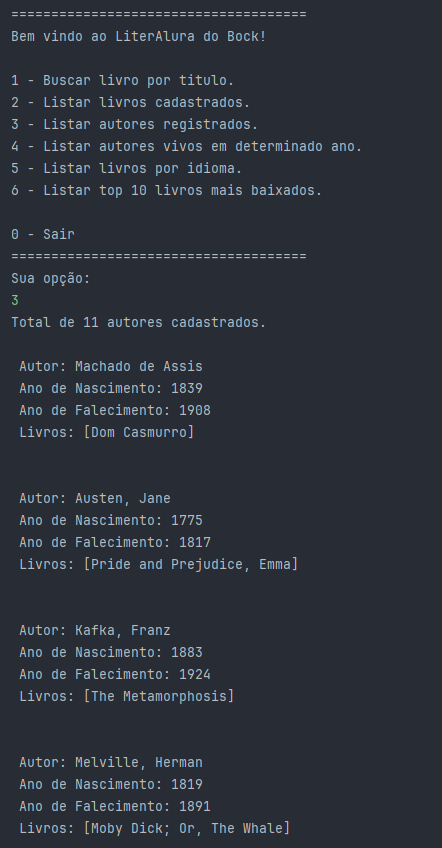 =====================================
Bem vindo ao LiterAlura do Bock!
1 - Buscar livro por titulo.
2 - Listar livros cadastrados.
3 - Listar autores registrados.
4 - Listar autores vivos em determinado ano.
5 - Listar livros por idioma.
6 - Listar top 10 livros mais baixados.
0 - Sair
=====================================
Sua opção:
3
Total de 11 autores cadastrados.
Autor: Machado de Assis
Ano de Nascimento: 1839
Ano de Falecimento: 1908
Livros: [Dom Casmurro]
Autor: Austen, Jane
Ano de Nascimento: 1775
Ano de Falecimento: 1817
Livros: [Pride and Prejudice, Emma]
Autor: Kafka, Franz
Ano de Nascimento: 1883
Ano de Falecimento: 1924
Livros: [The Metamorphosis]
Autor: Melville, Herman
Ano de Nascimento: 1819
Ano de Falecimento: 1891
Livros: [Moby Dick; Or, The Whale]